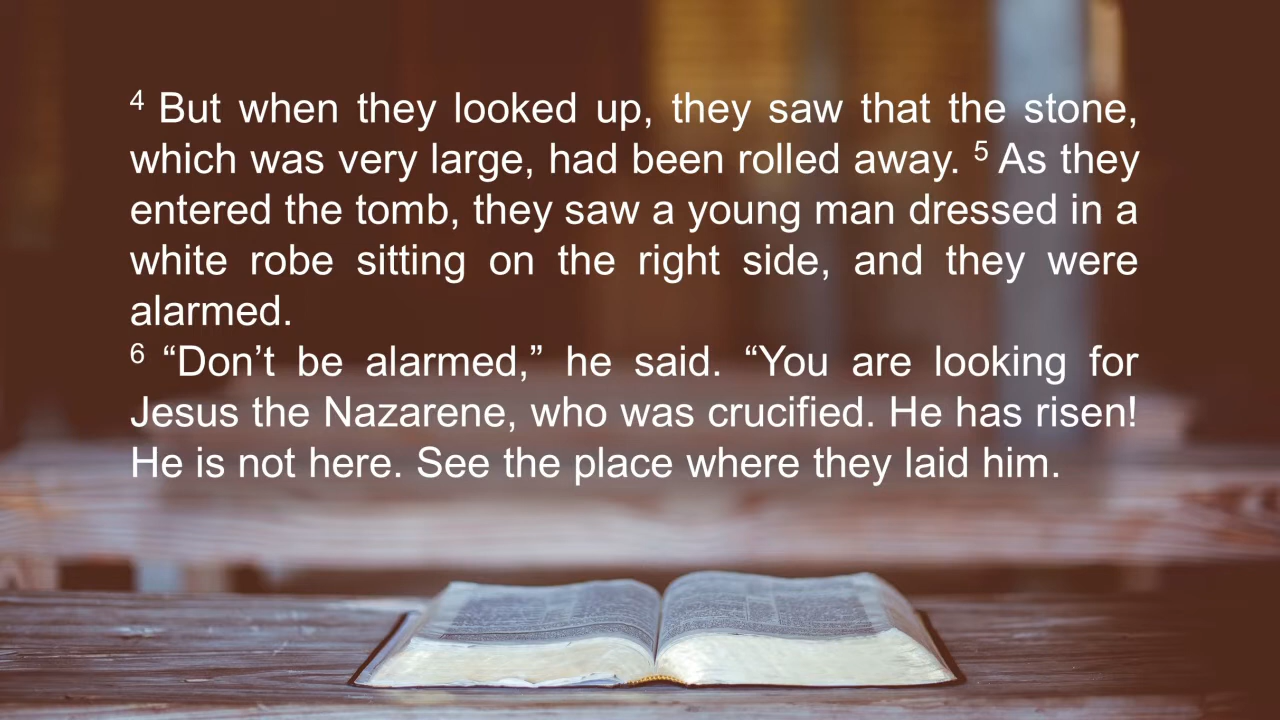 4 But when they looked up, they saw that the stone,
which was very large, had been rolled away. 5 As they
entered the tomb, they saw a young man dressed in a
white robe sitting on the right side, and they were
alarmed.
6 “Don’t be alarmed,” he said. “You are looking for
Jesus the Nazarene, who was crucified. He has risen!
He is not here. See the place where they laid him.